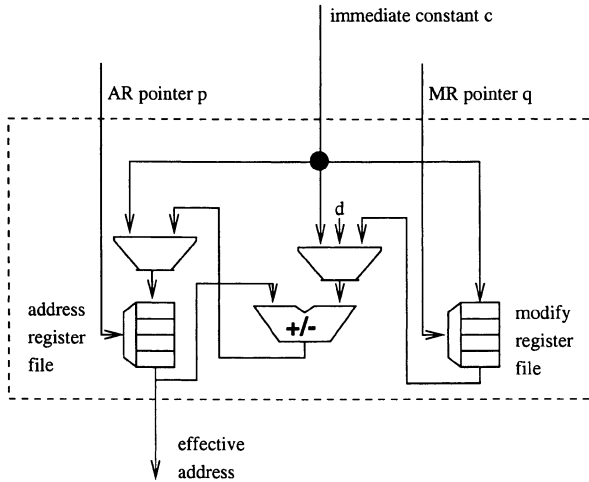 immediate constant c
AR pointer p
MR pointer q
d
+/-
address
register
file
modify
register
file
effective
address